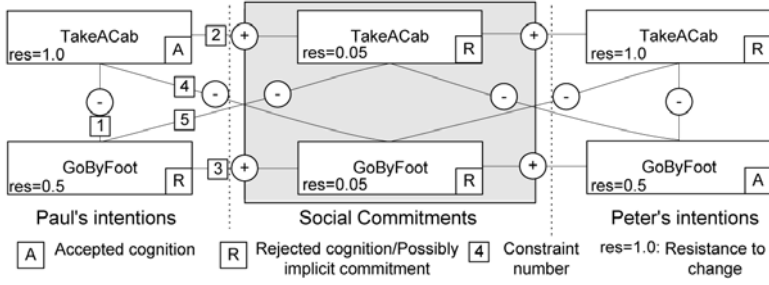 TakeACab
res=1.0
A
2
+
TakeACab
res=0.05
R
+
TakeACab
res=1.0
R
-
1
4
-
5
-
-
-
-
GoByFoot
res=0.5
R
3
+
GoByFoot
res=0.05
R
+
GoByFoot
res=0.5
A
Paul's intentions
Social Commitments
Peter's intentions
A
Accepted cognition
R
Rejected cognition/Possibly
implicit commitment
4
Constraint
number
res=1.0: Resistance to
change